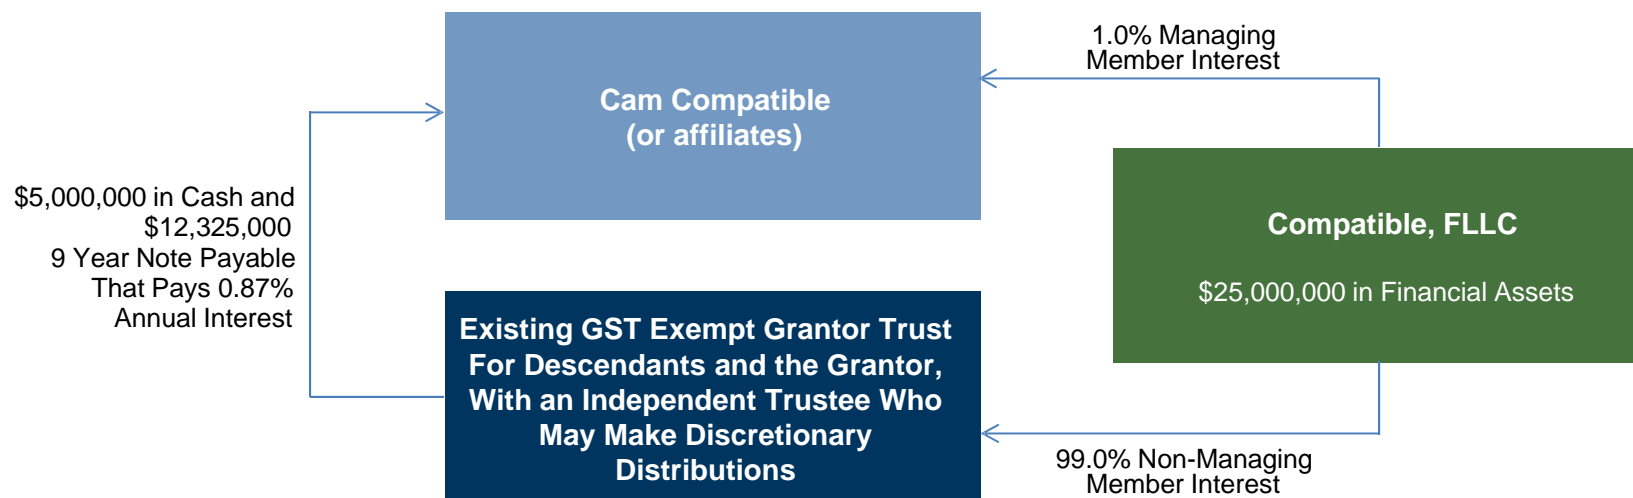 1.0% Managing
Member Interest
Cam Compatible
(or affiliates)
$5,000,000 in Cash and
$12,325,000
9 Year Note Payable
That Pays 0.87%
Annual Interest
Compatible, FLLC
$25,000,000 in Financial Assets
Existing GST Exempt Grantor Trust
For Descendants and the Grantor,
With an Independent Trustee Who
May Make Discretionary
Distributions
99.0% Non-Managing
Member Interest